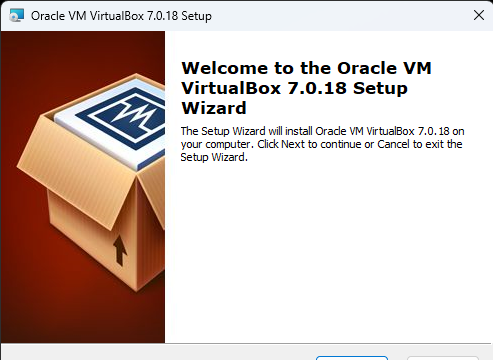 Oracle VM VirtualBox 7.0.18 Setup
Welcome to the Oracle VM
VirtualBox 7.0.18 Setup
Wizard
The Setup Wizard will install Oracle VM VirtualBox 7.0.18 on
your computer. Click Next to continue or Cancel to exit the
Setup Wizard.